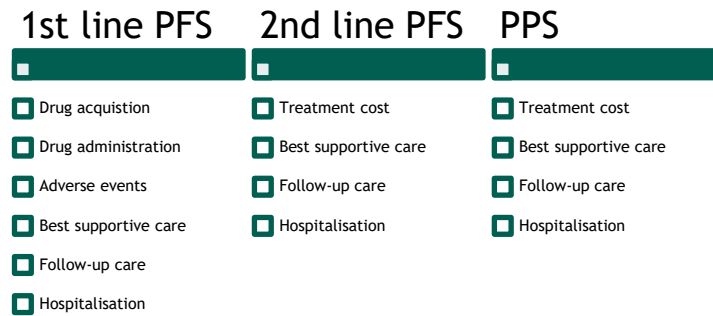 1st line PFS
Drug acquistion
Drug administration
Adverse events
Best supportive care
Follow-up care
Hospitalisation
2nd line PFS
Treatment cost
Best supportive care
Follow-up care
Hospitalisation
PPS
Treatment cost
Best supportive care
Follow-up care
Hospitalisation